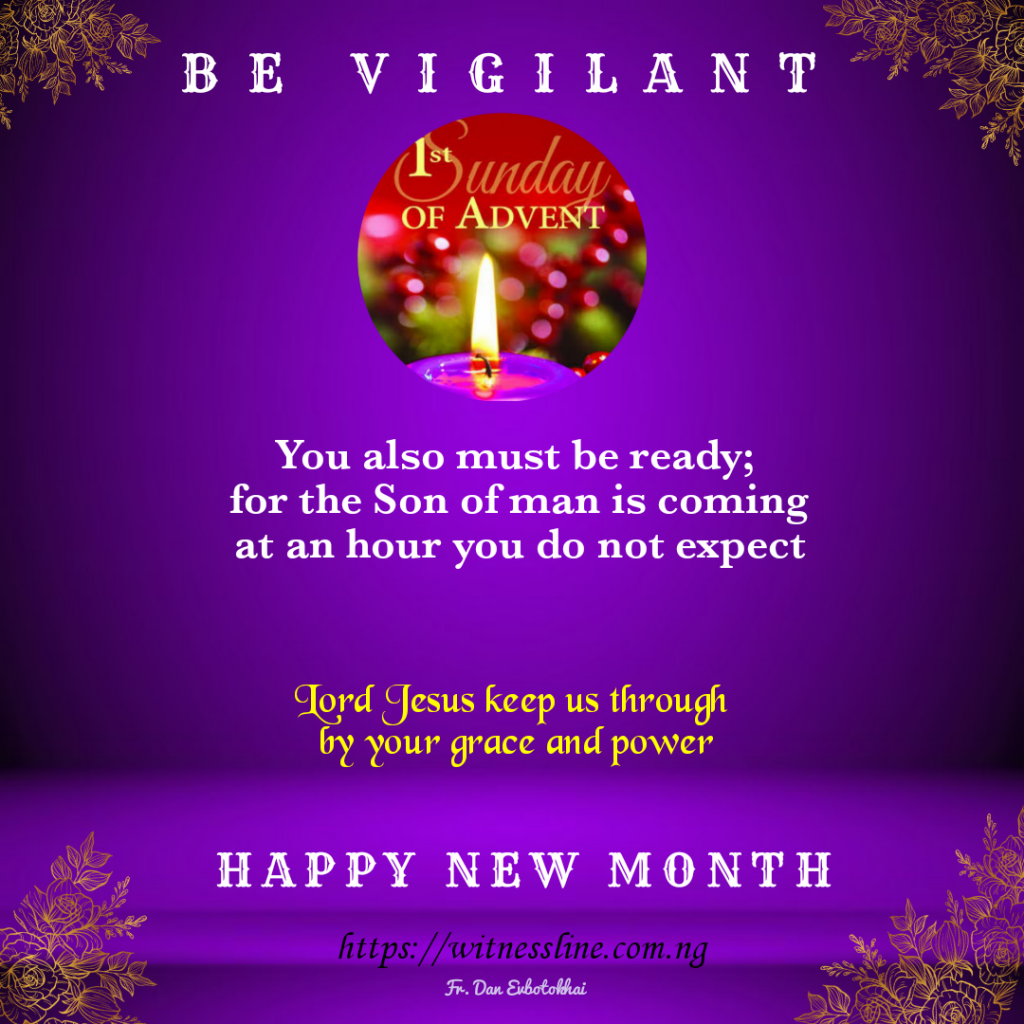 BE VIGILANT
1st Sunday
OF ADVENT
You also must be ready;
for the Son of man is coming
at an hour you do not expect
Lord Jesus keep us through
by your grace and power
HAPPY NEW MONTH
https://witnessline.com.ng
Fr. Dan Evbotokhai